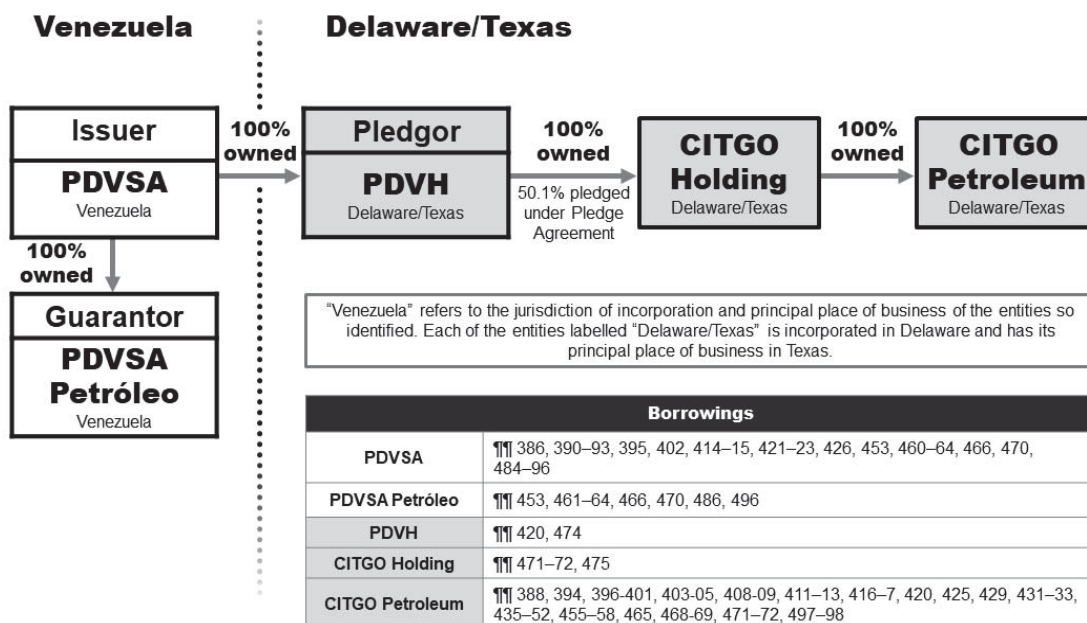 Venezuela
Delaware/Texas
Issuer
PDVSA
Venezuela
100%
owned
Pledgor
PDVH
Delaware/Texas
100%
owned
50.1% pledged
under Pledge
Agreement
CITGO
Holding
Delaware/Texas
100%
owned
CITGO
Petroleum
Delaware/Texas
100%
owned
Guarantor
PDVSA
Petróleo
Venezuela
“Venezuela” refers to the jurisdiction of incorporation and principal place of business of the entities so
identified. Each of the entities labelled “Delaware/Texas” is incorporated in Delaware and has its
principal place of business in Texas.
Borrowings
PDVSA ¶¶ 386, 390–93, 395, 402, 414–15, 421–23, 426, 453, 460–64, 466, 470,
484–96
PDVSA Petróleo ¶¶ 453, 461–64, 466, 470, 486, 496
PDVH ¶¶ 420, 474
CITGO Holding ¶¶ 471–72, 475
CITGO Petroleum ¶¶ 388, 394, 396-401, 403-05, 408-09, 411–13, 416–7, 420, 425, 429, 431–33,
435–52, 455–58, 465, 468-69, 471–72, 497–98